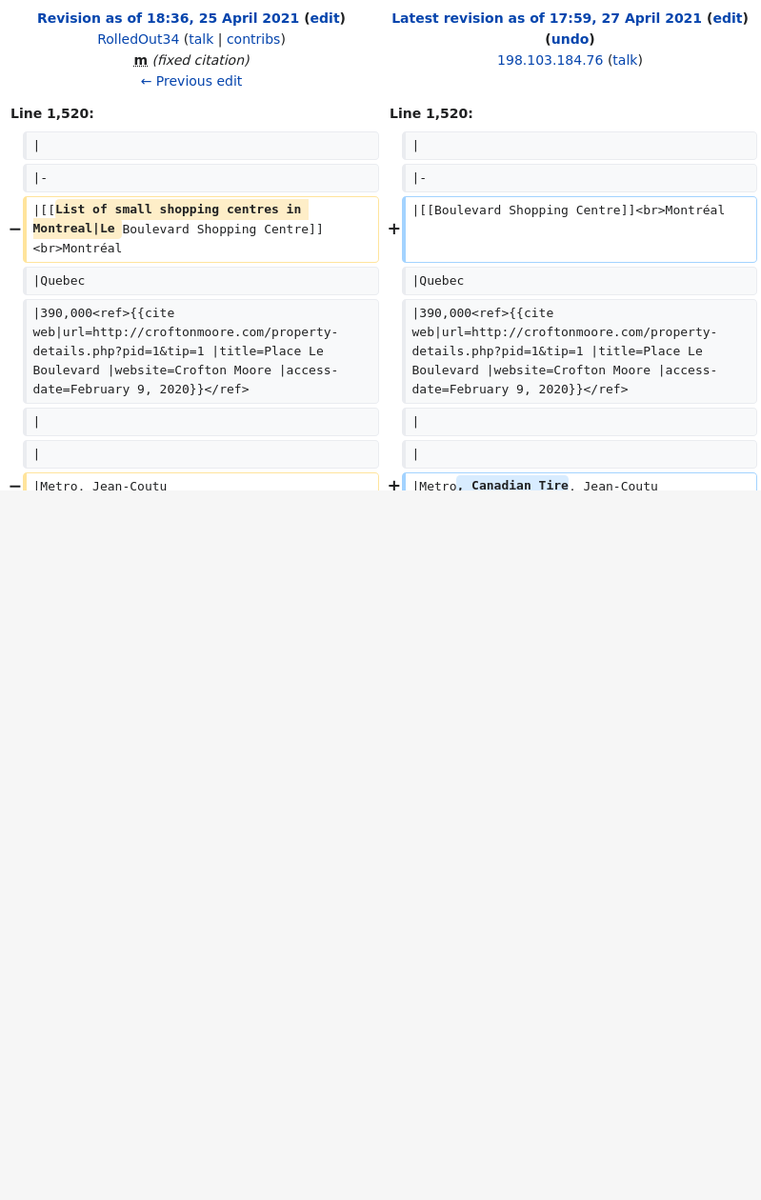 Revision as of 18:36, 25 April 2021 (edit)
RolledOut34 (talk | contribs)
m (fixed citation)
← Previous edit
Latest revision as of 17:59, 27 April 2021 (edit)
(undo)
198.103.184.76 (talk)
Line 1,520:
Line 1,520:
|
|
|-
|-
− |[[List of small shopping centres in
Montreal|Le Boulevard Shopping Centre]]
<br>Montréal
+ |[[Boulevard Shopping Centre]]<br>Montréal
|Quebec
|Quebec
|390,000<ref>{{cite
web|url=http://croftonmoore.com/property-
details.php?pid=1&tip=1 |title=Place Le
Boulevard |website=Crofton Moore |access-
date=February 9, 2020}}</ref>
|390,000<ref>{{cite
web|url=http://croftonmoore.com/property-
details.php?pid=1&tip=1 |title=Place Le
Boulevard |website=Crofton Moore |access-
date=February 9, 2020}}</ref>
|
|
|
|
− |Metro, Jean-Coutu
+ |Metro, Canadian Tire, Jean-Coutu